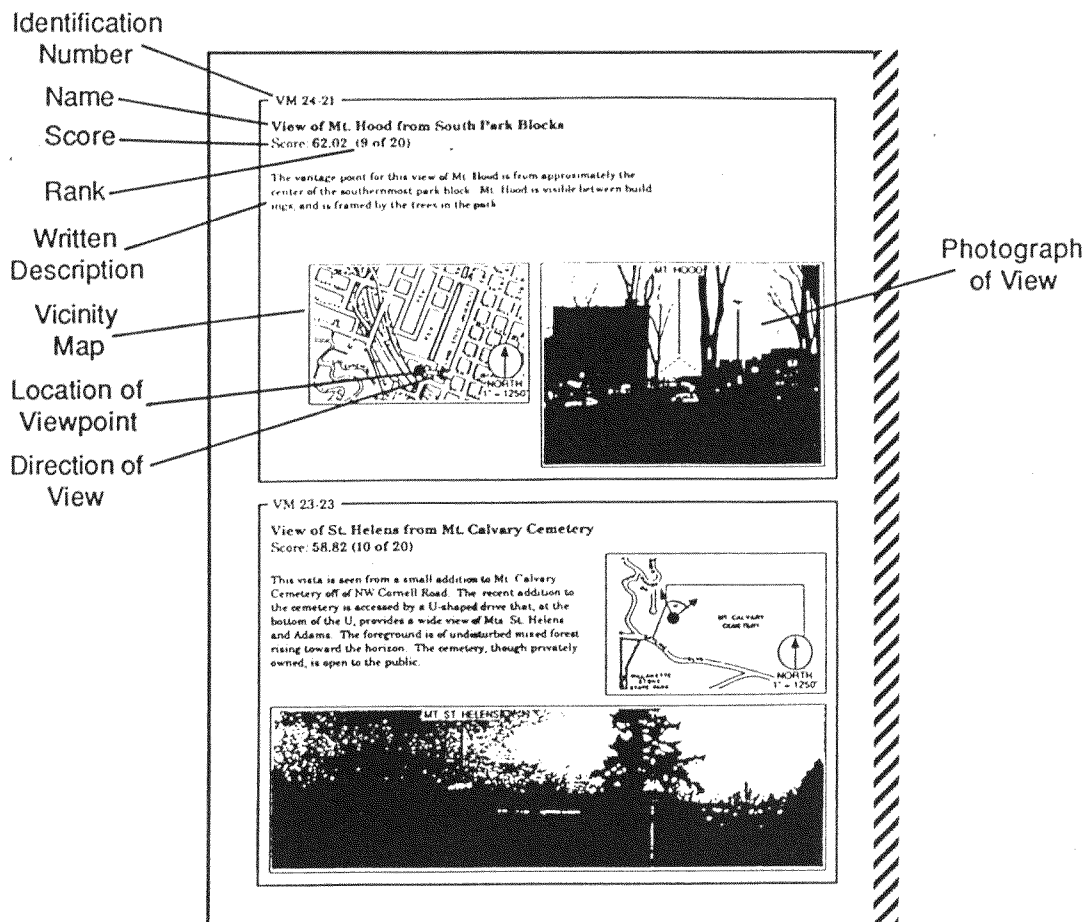 Identification
Number
Name
Score
Rank
Written
Description
Vicinity
Map
Location of
Viewpoint
Direction of
View
Photograph
of View
VM 24-21
View of Mt. Hood from South Park Blocks
Score: 62.02 (9 of 20)
The vantage point for this view of Mt. Hood is from approximately the
center of the southernmost park block. Mt. Hood is visible between build
ings, and is framed by the trees in the park
NORTH
1" = 1250'
MT HOOD
VM 23-23
View of St. Helens from Mt. Calvary Cemetery
Score: 58.82 (10 of 20)
This vista is seen from a small addition to Mt. Calvary
Cemetery off of NW Cornell Road. The recent addition to
the cemetery is accessed by a U-shaped drive that, at the
bottom of the U, provides a wide view of Mts. St. Helens
and Adams. The foreground is of undisturbed mixed forest
rising toward the horizon. The cemetery, though privately
owned, is open to the public.
MT. CALVARY
CEMETERY
WILLAMETTE
STONE
STATE PARK
NORTH
1" = 1250'
MT ST HELENS